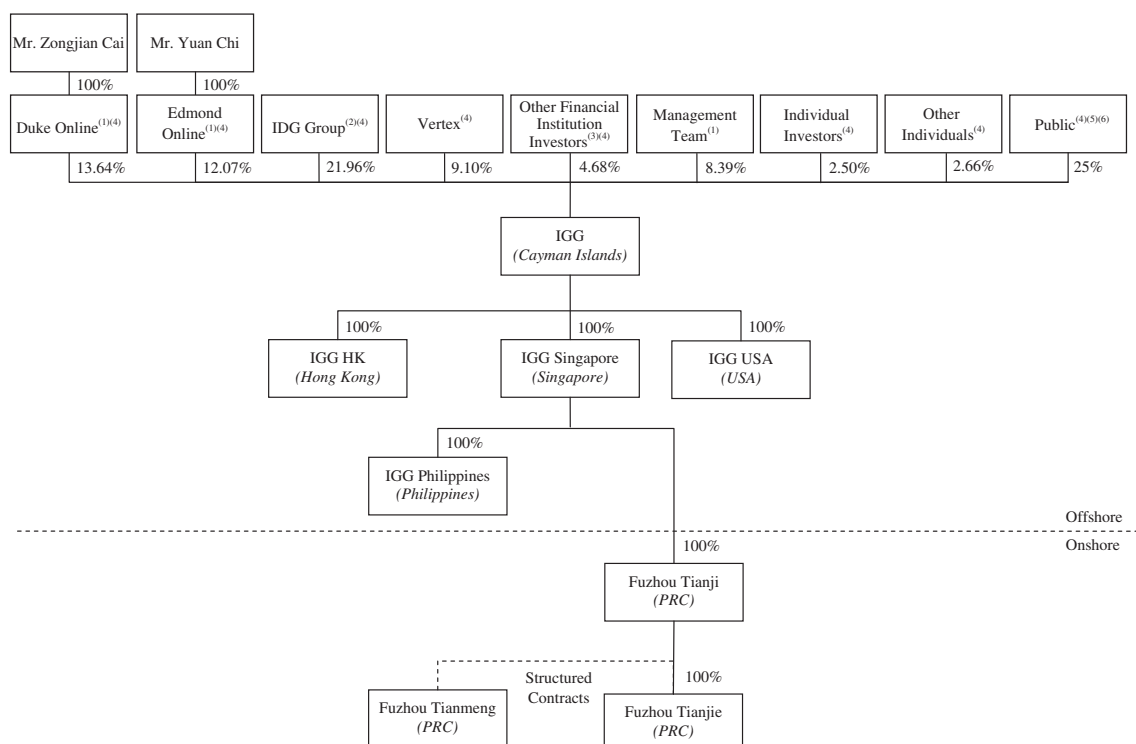 Mr. Zongjian Cai
Mr. Yuan Chi
100%
100%
Duke Online(1)(4)
Edmond
Online(1)(4)
IDG Group(2)(4)
Vertex(4)
Other Financial
Institution
Investors(3)(4)
Management
Team(1)
Individual
Investors(4)
Other
Individuals(4)
Public(4)(5)(6)
13.64%
12.07%
21.96%
9.10%
4.68%
8.39%
2.50%
2.66%
25%
IGG
(Cayman Islands)
100%
100%
100%
IGG HK
(Hong Kong)
IGG Singapore
(Singapore)
IGG USA
(USA)
100%
IGG Philippines
(Philippines)
Offshore
Onshore
100%
Fuzhou Tianji
(PRC)
Structured
Contracts
100%
Fuzhou Tianmeng
(PRC)
Fuzhou Tianjie
(PRC)